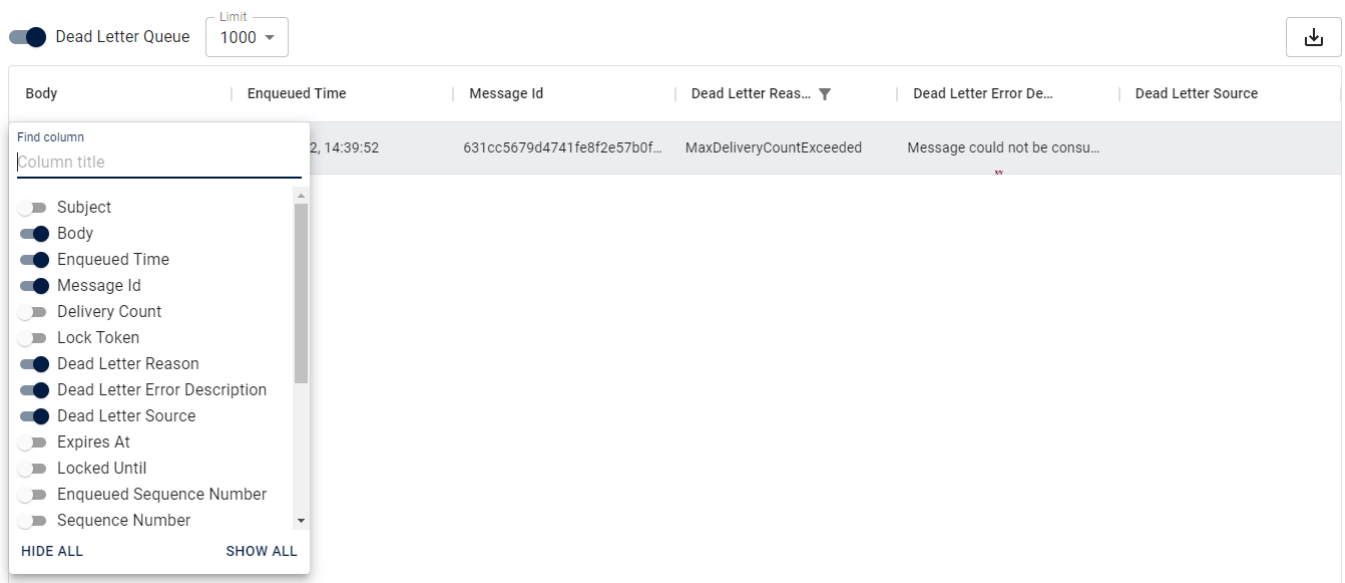 Dead Letter Queue
Limit
1000
Body Enqueued Time Message Id Dead Letter Reas... Dead Letter Error De... Dead Letter Source
2, 14:39:52 631cc5679d4741fe8f2e57b0f... MaxDeliveryCountExceeded Message could not be consu...
Find column
Column title
Subject
Body
Enqueued Time
Message Id
Delivery Count
Lock Token
Dead Letter Reason
Dead Letter Error Description
Dead Letter Source
Expires At
Locked Until
Enqueued Sequence Number
Sequence Number
HIDE ALL SHOW ALL